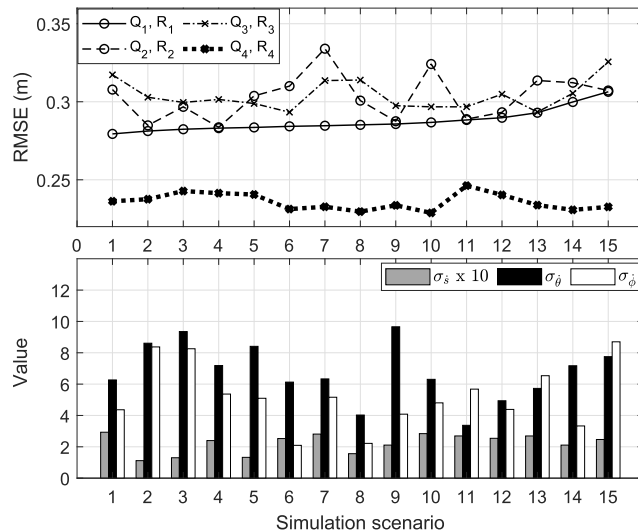 Q₁, R₁ Q₃, R₃
Q₂, R₂ Q₄, R₄
0.35
0.3
0.25
RMSE (m)
0 1 2 3 4 5 6 7 8 9 10 11 12 13 14 15
σ_ṡ x 10 σ_θ̇ σ_φ̇
12
10
8
6
4
2
0
Value
1 2 3 4 5 6 7 8 9 10 11 12 13 14 15
Simulation scenario